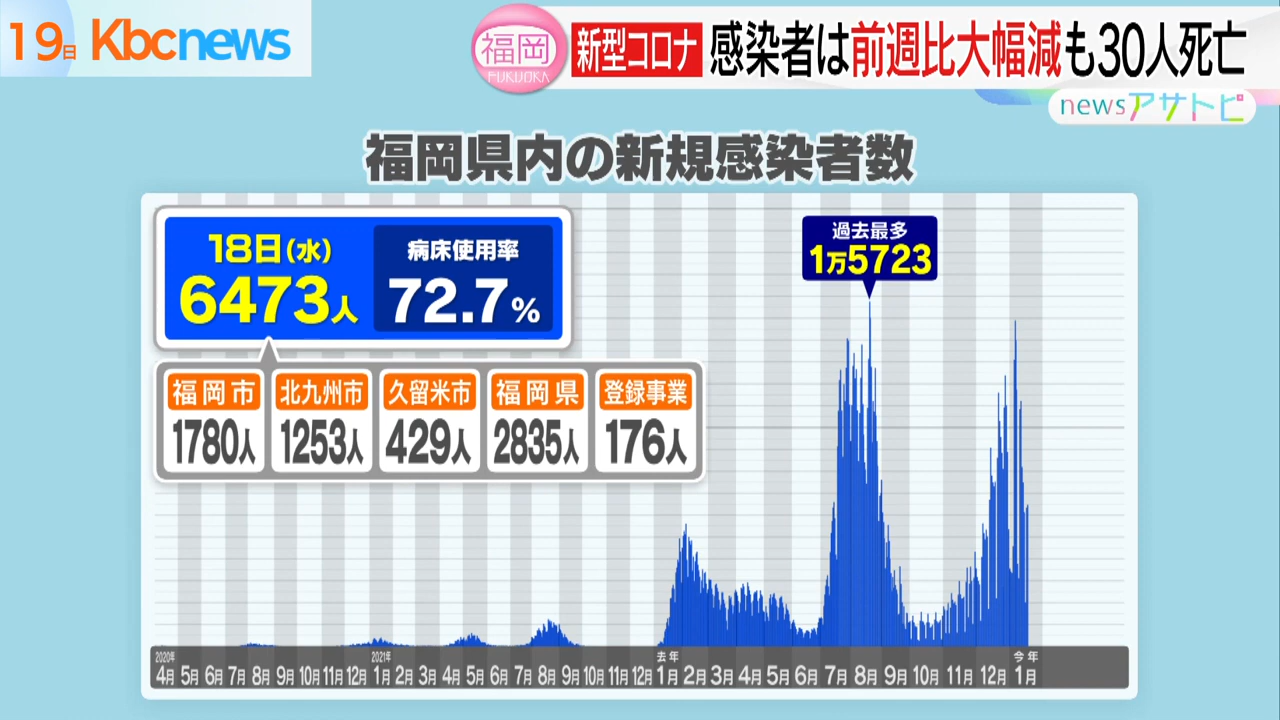 19日 Kbcnews
福岡
FUKUOKA
新型コロナ 感染者は前週比大幅減も30人死亡
newsアサトピ
福岡県内の新規感染者数
18日(水)
6473人
病床使用率
72.7%
過去最多
1万5723
福岡市 北九州市 久留米市 福岡県 登録事業
1780人 1253人 429人 2835人 176人
2020年 2021年 去年 今年
4月 5月 6月 7月 8月 9月 10月 11月 12月 1月 2月 3月 4月 5月 6月 7月 8月 9月 10月 11月 12月 1月 2月 3月 4月 5月 6月 7月 8月 9月 10月 11月 12月 1月